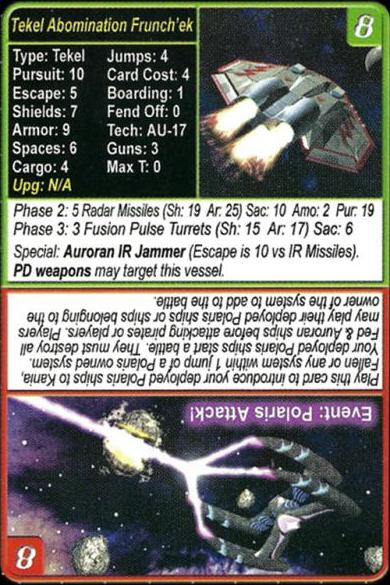 Tekel Abomination Frunch'ek
8
Type: Tekel Jumps: 4
Pursuit: 10 Card Cost: 4
Escape: 5 Boarding: 1
Shields: 7 Fend Off: 0
Armor: 9 Tech: AU-17
Spaces: 6 Guns: 3
Cargo: 4 Max T: 0
Upg: N/A
Phase 2: 5 Radar Missiles (Sh: 19 Ar: 25) Sac: 10 Amo: 2 Pur: 19
Phase 3: 3 Fusion Pulse Turrets (Sh: 15 Ar: 17) Sac: 6
Special: Auroran IR Jammer (Escape is 10 vs IR Missiles).
PD weapons may target this vessel.
Event: Polaris Attack!
8
Play this card to introduce your deployed Polaris ships to Kania,
Fallen or any system within 1 jump of a Polaris owned system.
Your deployed Polaris ships start a battle. They must destroy all
Fed & Auroran ships before attacking pirates or players. Players
may play their deployed Polaris ships or ships belonging to the
owner of the system to add to the battle.